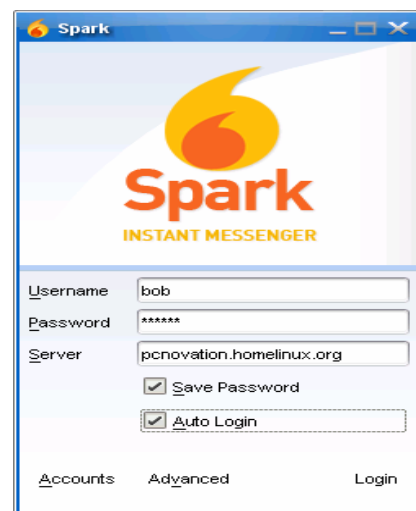 Spark
Spark
INSTANT MESSENGER
Username bob
Password ******
Server pcnovation.homelinux.org
Save Password
Auto Login
Accounts Advanced Login